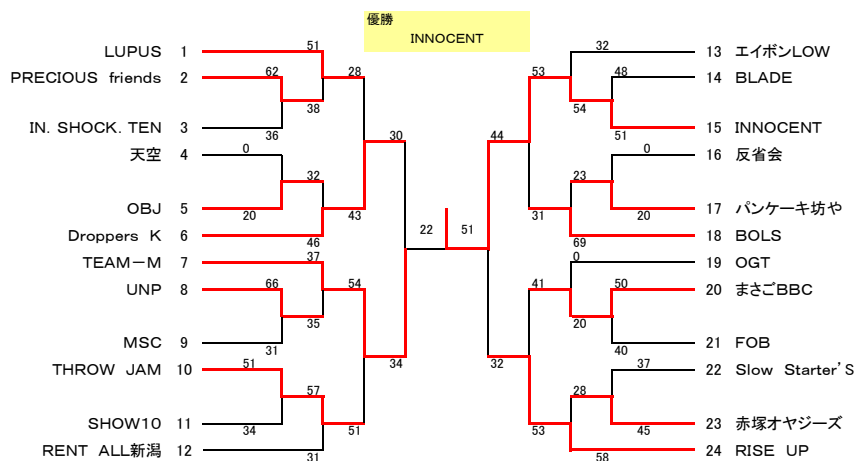 優勝
INNOCENT
LUPUS 1 51
PRECIOUS friends 2 62
28
38
IN. SHOCK. TEN 3 36
30
天空 4 0
32
OBJ 5 20
43
Droppers K 6 46
22
TEAM－M 7 37
UNP 8 66
54
35
MSC 9 31
34
THROW JAM 10 51
57
SHOW10 11 34
51
RENT ALL新潟 12 31
32 13 エイボンLOW
53
48 14 BLADE
54
51 15 INNOCENT
44
0 16 反省会
23
20 17 パンケーキ坊や
31
69 18 BOLS
51
0 19 OGT
41
50 20 まさごBBC
20
40 21 FOB
32
37 22 Slow Starter'S
28
45 23 赤塚オヤジーズ
53
58 24 RISE UP